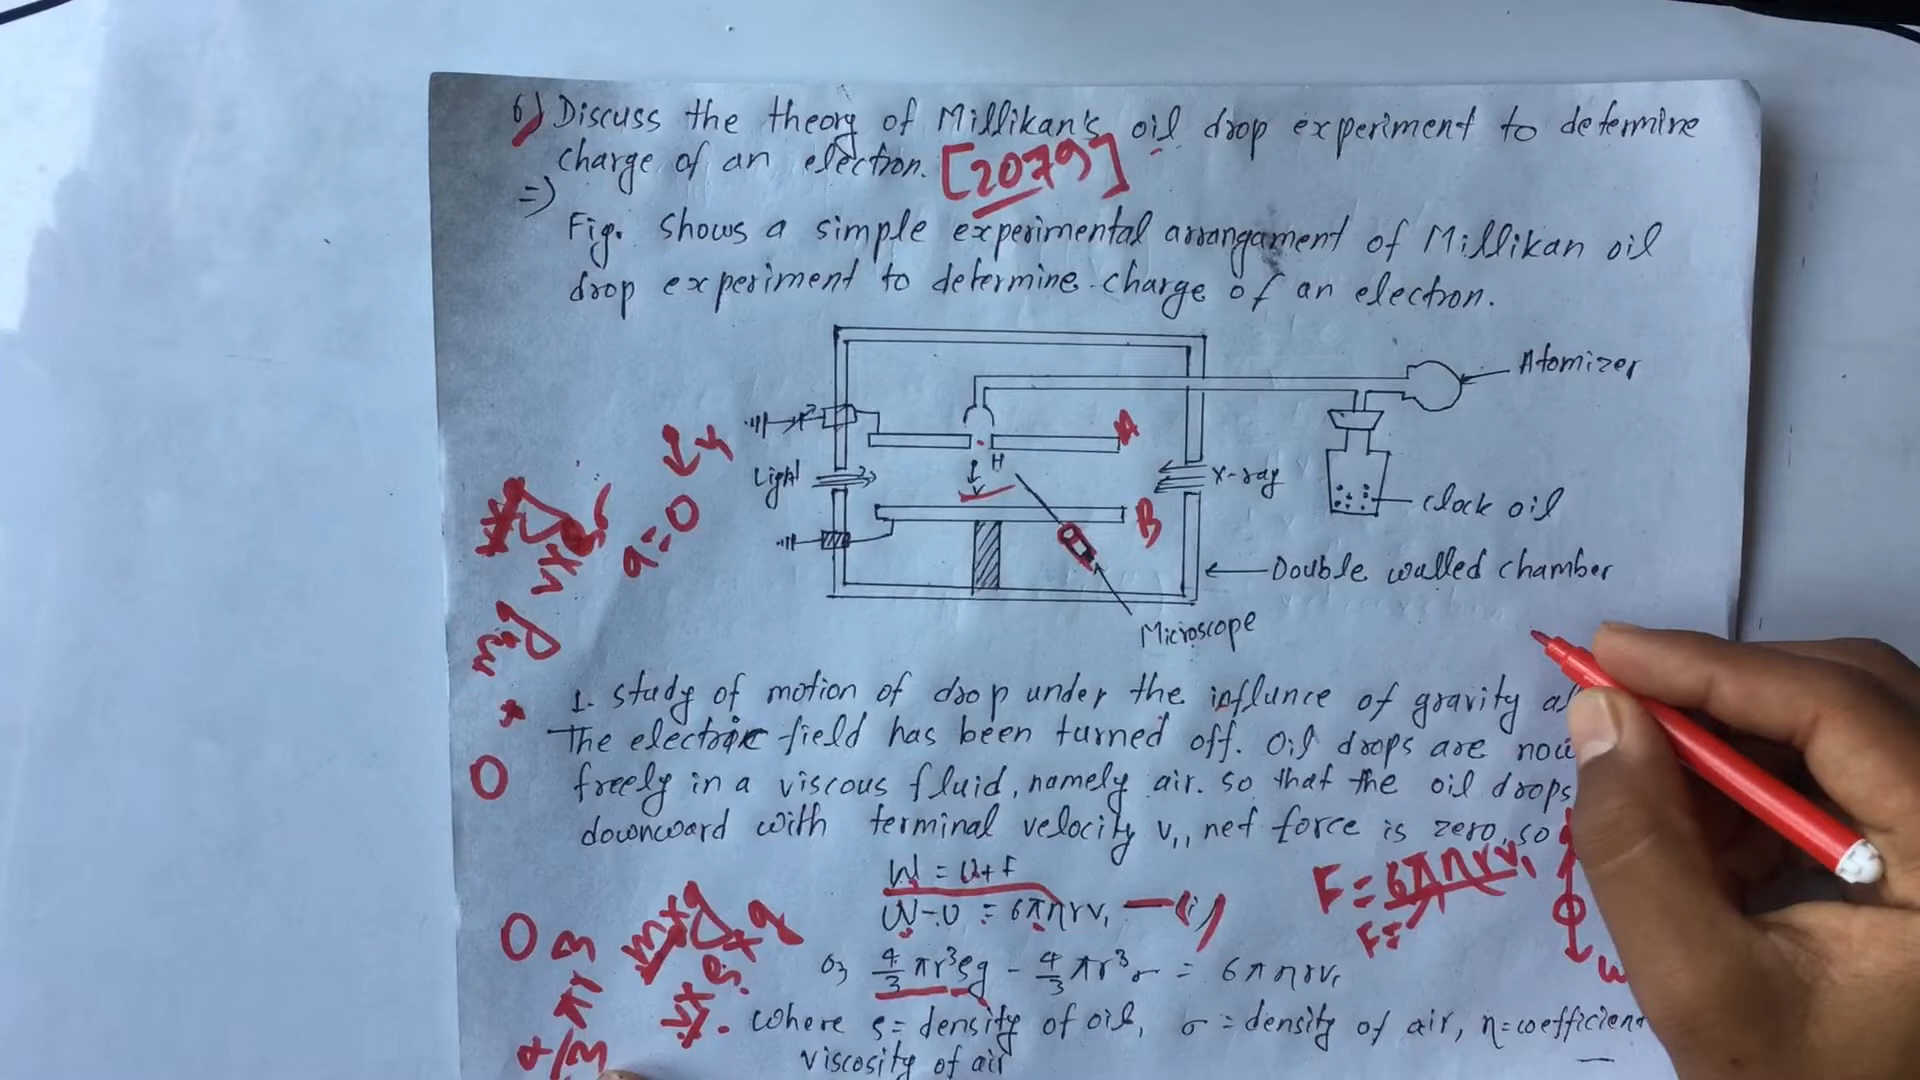 6) Discuss the theory of Millikan's oil drop experiment to determine
charge of an electron. [2079]
=)
Fig. Shows a simple experimental arrangament of Millikan oil
drop experiment to determine charge of an electron.
Atomizer
A
H
Light
V
X-ray
clock oil
B
a=0
Double walled chamber
Microscope
1. Study of motion of drop under the influnce of gravity
The electric field has been turned off. Oil drops are now
freely in a viscous fluid, namely air. so that the oil drops
downward with terminal velocity v₁, net force is zero, so
W = U + F
F = 6πηrv₁
W - U = 6πηrv₁ —(i)
F=
or 4/3 πr³ρg - 4/3 πr³σ = 6πηrv₁
W
where ρ = density of oil, σ = density of air, η = coefficient
viscosity of air